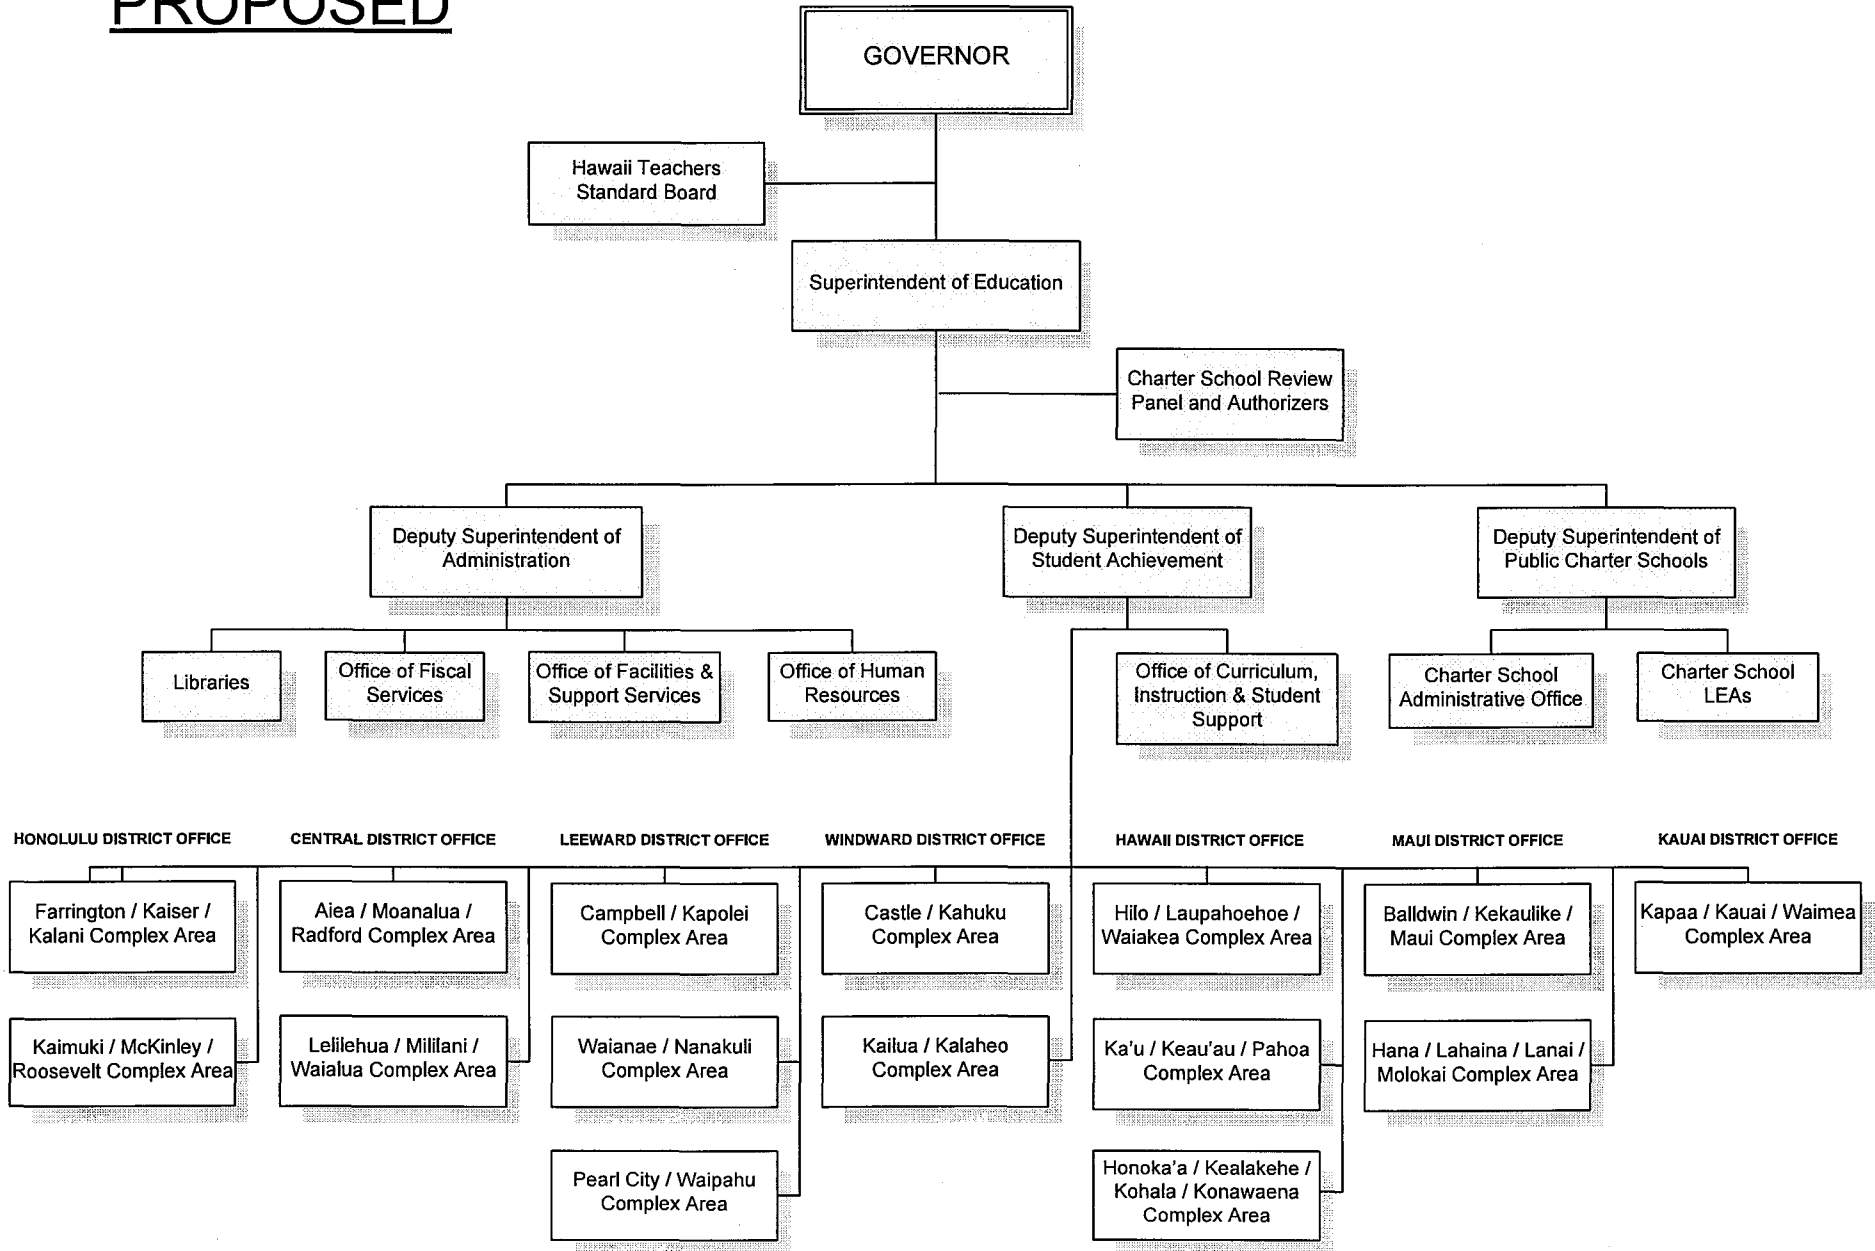 PROPOSED
GOVERNOR
Hawaii Teachers
Standard Board
Superintendent of Education
Charter School Review
Panel and Authorizers
Deputy Superintendent of
Administration
Deputy Superintendent of
Student Achievement
Deputy Superintendent of
Public Charter Schools
Libraries
Office of Fiscal
Services
Office of Facilities &
Support Services
Office of Human
Resources
Office of Curriculum,
Instruction & Student
Support
Charter School
Administrative Office
Charter School
LEAs
HONOLULU DISTRICT OFFICE
CENTRAL DISTRICT OFFICE
LEEWARD DISTRICT OFFICE
WINDWARD DISTRICT OFFICE
HAWAII DISTRICT OFFICE
MAUI DISTRICT OFFICE
KAUAI DISTRICT OFFICE
Farrington / Kaiser /
Kalani Complex Area
Aiea / Moanalua /
Radford Complex Area
Campbell / Kapolei
Complex Area
Castle / Kahuku
Complex Area
Hilo / Laupahoehoe /
Waiakea Complex Area
Balldwin / Kekaulike /
Maui Complex Area
Kapaa / Kauai / Waimea
Complex Area
Kaimuki / McKinley /
Roosevelt Complex Area
Lelilehua / Mililani /
Waialua Complex Area
Waianae / Nanakuli
Complex Area
Kailua / Kalaheo
Complex Area
Ka'u / Keau'au / Pahoa
Complex Area
Hana / Lahaina / Lanai /
Molokai Complex Area
Pearl City / Waipahu
Complex Area
Honoka'a / Kealakehe /
Kohala / Konawaena
Complex Area